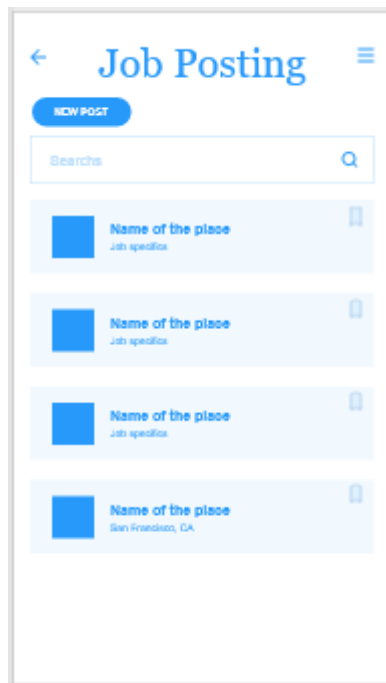 Job Posting
NEW POST
Searchs
Name of the place
Job specifics
Name of the place
Job specifics
Name of the place
Job specifics
Name of the place
San Francisco, CA